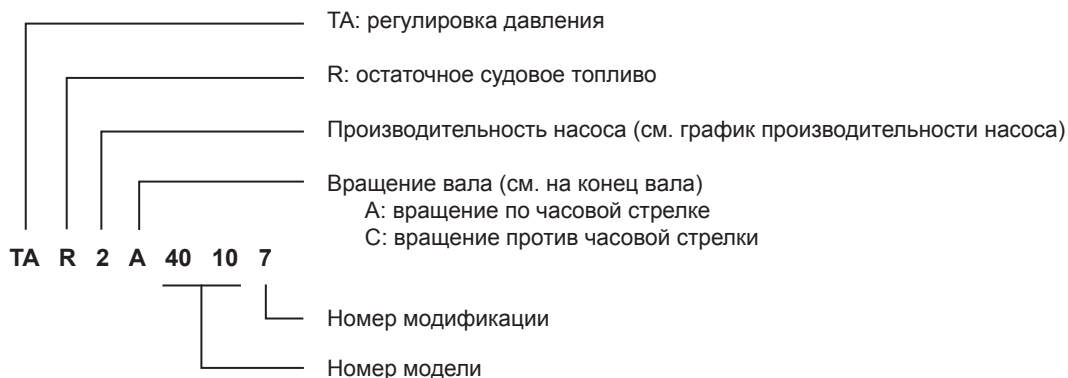 TA: регулировка давления
R: остаточное судовое топливо
Производительность насоса (см. график производительности насоса)
Вращение вала (см. на конец вала)
A: вращение по часовой стрелке
C: вращение против часовой стрелки
TA R 2 A 40 10 7
Номер модификации
Номер модели